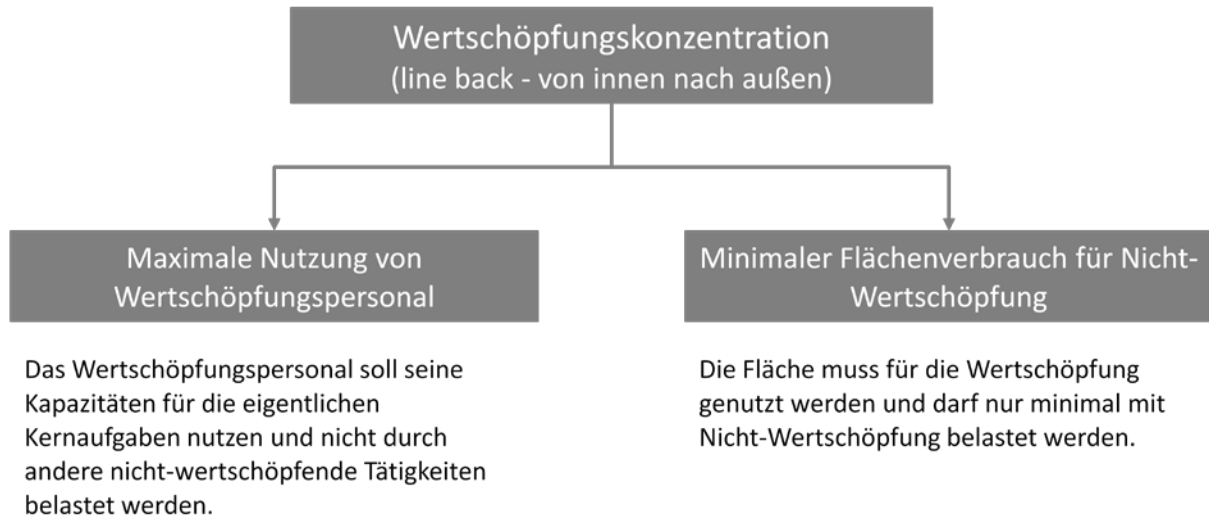 Wertschöpfungskonzentration
(line back - von innen nach außen)
Maximale Nutzung von
Wertschöpfungspersonal
Das Wertschöpfungspersonal soll seine
Kapazitäten für die eigentlichen
Kernaufgaben nutzen und nicht durch
andere nicht-wertschöpfende Tätigkeiten
belastet werden.
Minimaler Flächenverbrauch für Nicht-
Wertschöpfung
Die Fläche muss für die Wertschöpfung
genutzt werden und darf nur minimal mit
Nicht-Wertschöpfung belastet werden.